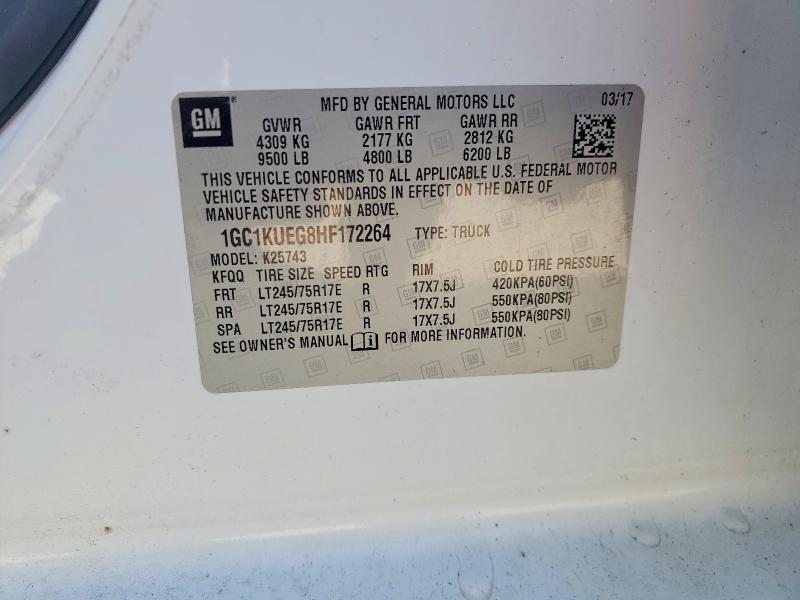 GM
MFD BY GENERAL MOTORS LLC 03/17
GVWR GAWR FRT GAWR RR
4309 KG 2177 KG 2812 KG
9500 LB 4800 LB 6200 LB
THIS VEHICLE CONFORMS TO ALL APPLICABLE U.S. FEDERAL MOTOR
VEHICLE SAFETY STANDARDS IN EFFECT ON THE DATE OF
MANUFACTURE SHOWN ABOVE.
1GC1KUEG8HF172264 TYPE: TRUCK
MODEL: K25743
KFQQ TIRE SIZE SPEED RTG RIM COLD TIRE PRESSURE
FRT LT245/75R17E R 17X7.5J 420KPA(60PSI)
RR LT245/75R17E R 17X7.5J 550KPA(80PSI)
SPA LT245/75R17E R 17X7.5J 550KPA(80PSI)
SEE OWNER'S MANUAL FOR MORE INFORMATION.